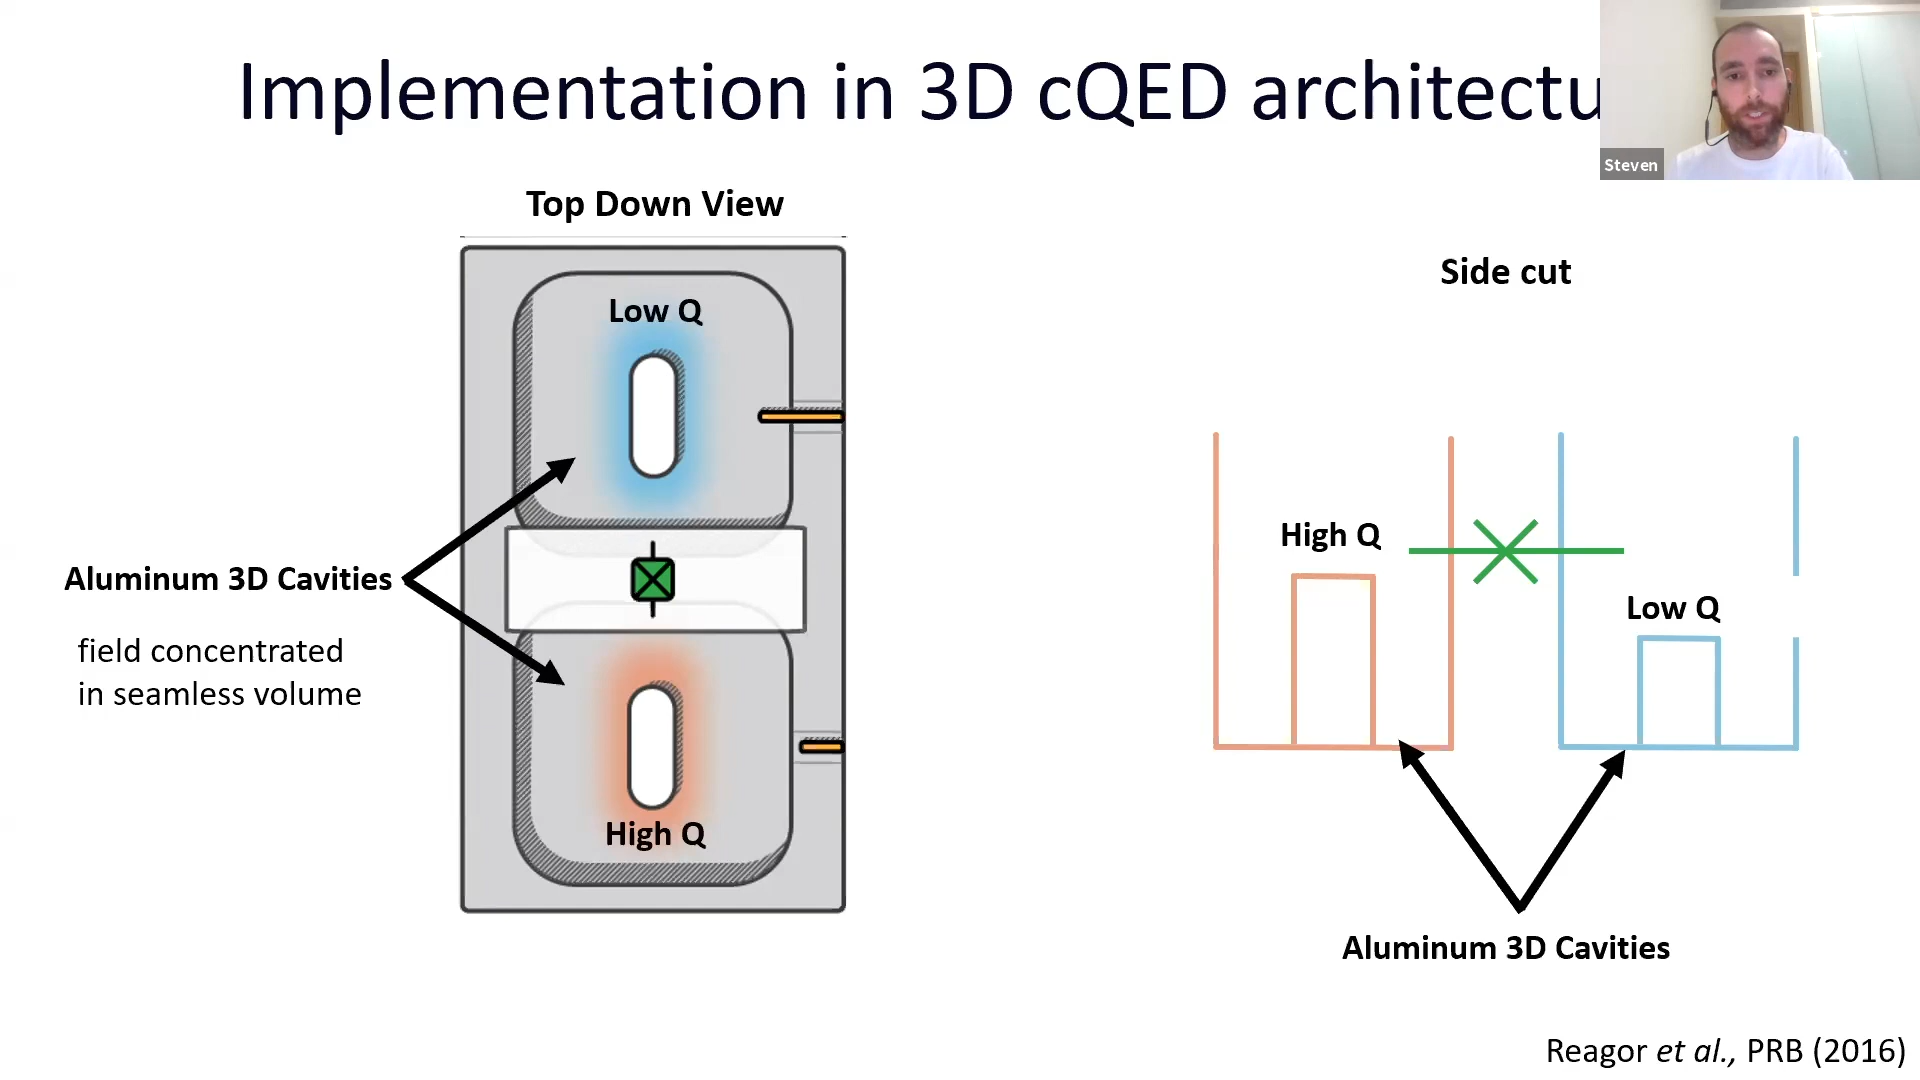 Implementation in 3D cQED architectu
Steven
Top Down View
Side cut
Low Q
High Q
Low Q
Aluminum 3D Cavities
field concentrated
in seamless volume
High Q
Aluminum 3D Cavities
Reagor et al., PRB (2016)